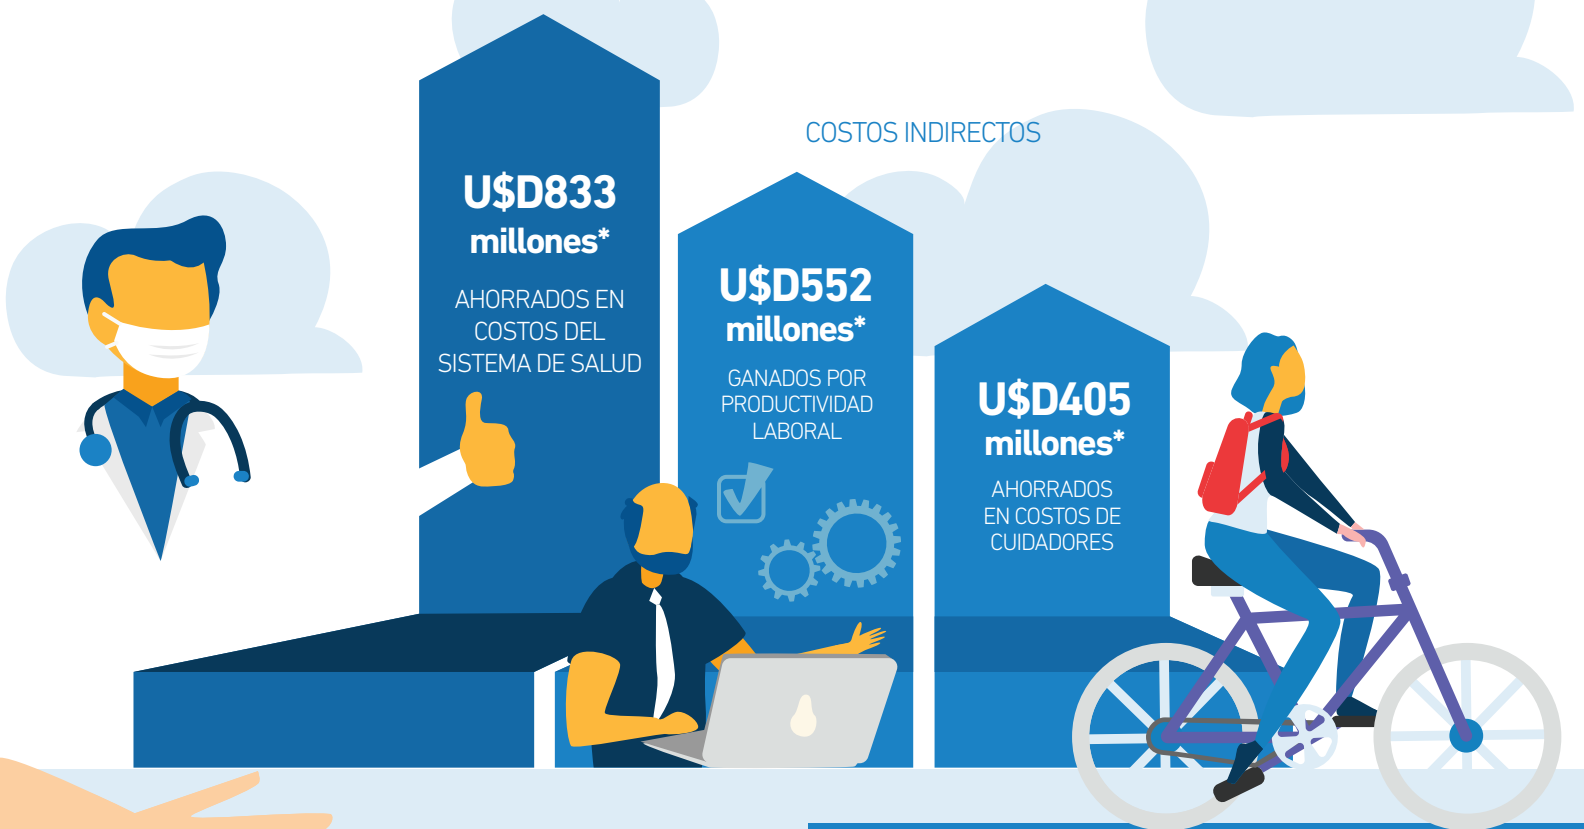 COSTOS INDIRECTOS
U$D833
millones*
AHORRADOS EN
COSTOS DEL
SISTEMA DE SALUD
U$D552
millones*
GANADOS POR
PRODUCTIVIDAD
LABORAL
U$D405
millones*
AHORRADOS
EN COSTOS DE
CUIDADORES